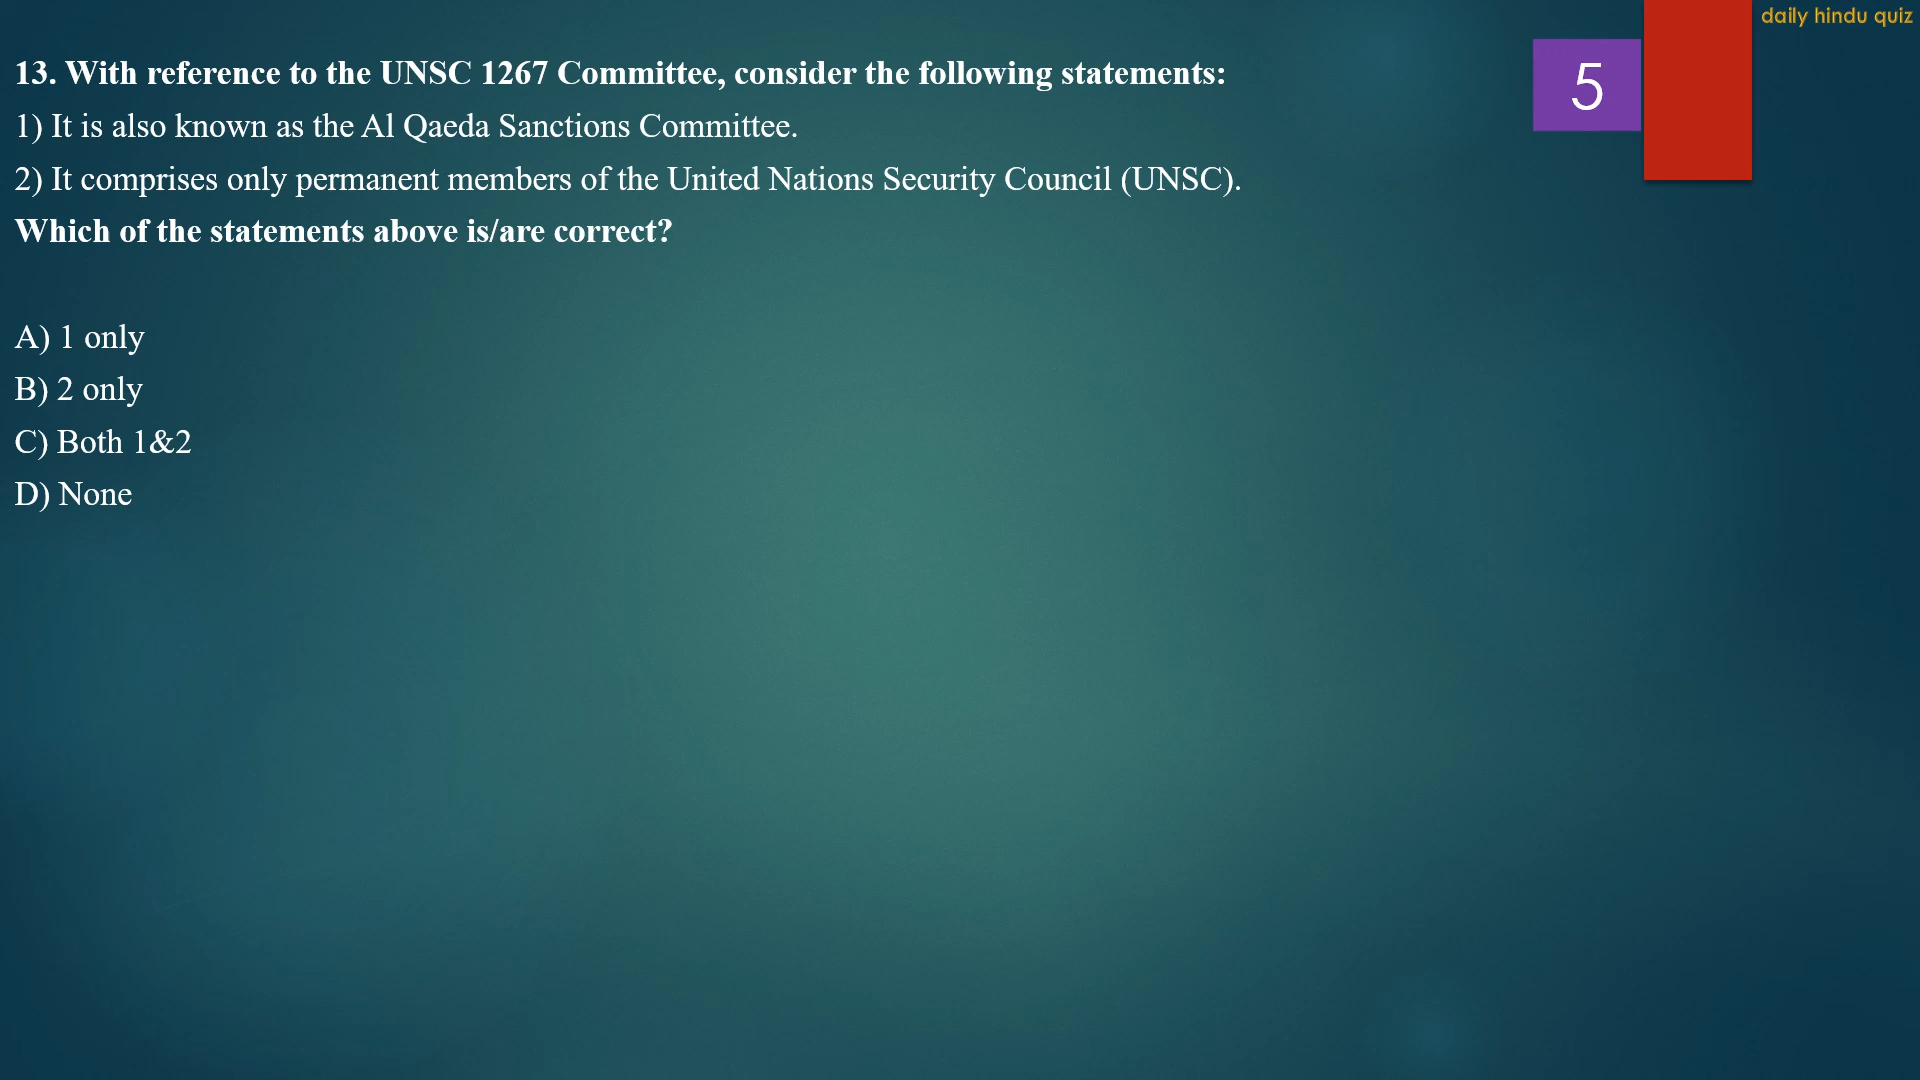 daily hindu quiz
5
13. With reference to the UNSC 1267 Committee, consider the following statements:
1) It is also known as the Al Qaeda Sanctions Committee.
2) It comprises only permanent members of the United Nations Security Council (UNSC).
Which of the statements above is/are correct?
A) 1 only
B) 2 only
C) Both 1&2
D) None